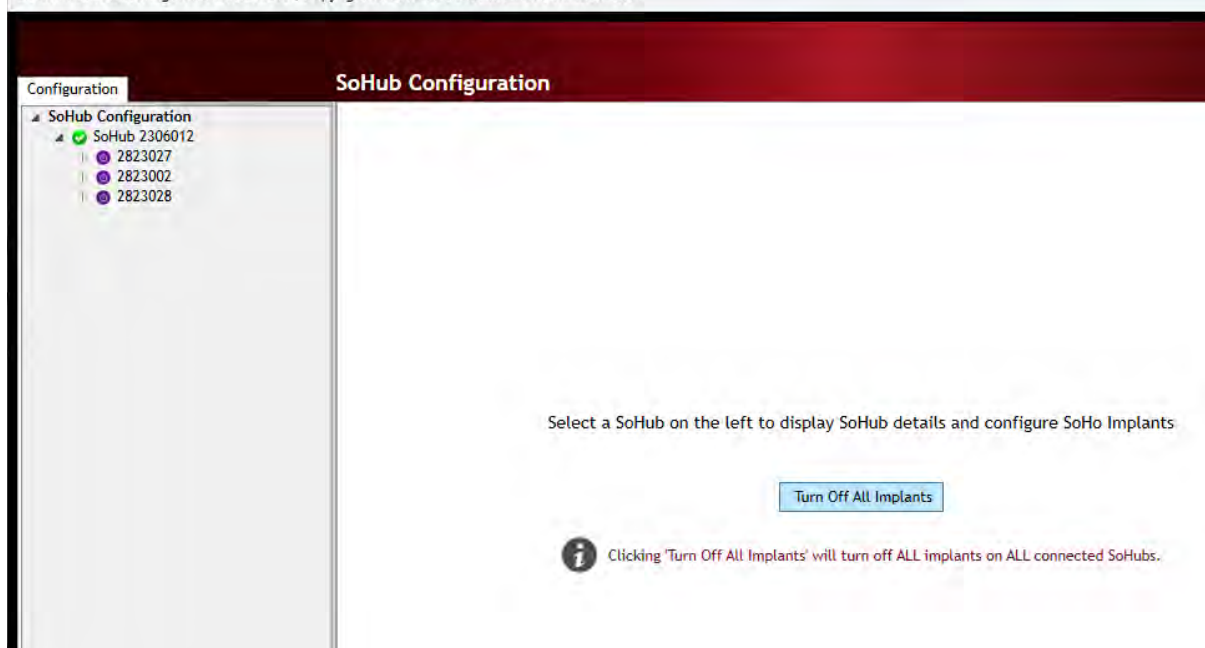 SoHub Configuration
Configuration
SoHub Configuration
SoHub 2306012
2823027
2823002
2823028
Select a SoHub on the left to display SoHub details and configure SoHo Implants
Turn Off All Implants
Clicking 'Turn Off All Implants' will turn off ALL implants on ALL connected SoHubs.